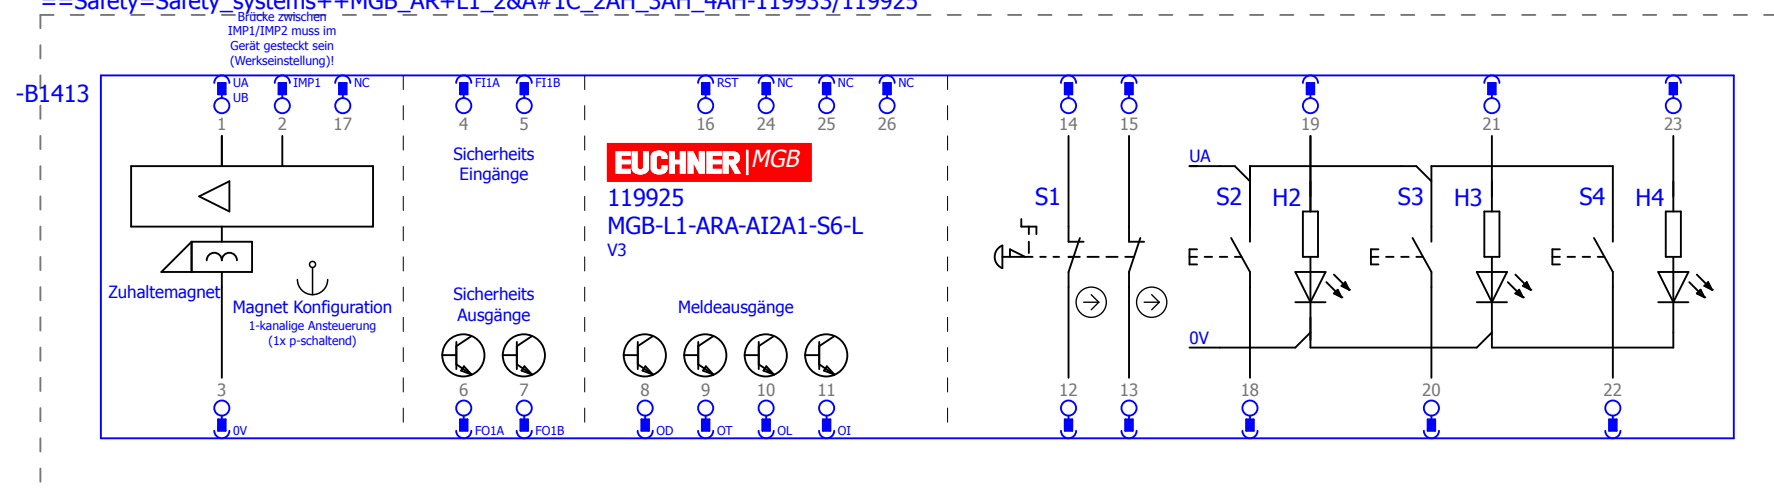 ==Safety=Safety_systems++MGB_AR+L1_2&A#1C_2AH_3AH_4AH-119933/119925
Brücke zwischen
IMP1/IMP2 muss im
Gerät gesteckt sein
(Werkseinstellung)!
-B1413
UA
UB
IMP1
NC
FI1A
FI1B
RST
NC
NC
NC
1
2
17
4
5
16
24
25
26
14
15
19
21
23
Sicherheits
Eingänge
EUCHNER MGB
119925
MGB-L1-ARA-AI2A1-S6-L
V3
UA
S1
S2
H2
S3
H3
S4
H4
Zuhaltemagnet
Magnet Konfiguration
1-kanalige Ansteuerung
(1x p-schaltend)
Sicherheits
Ausgänge
Meldeausgänge
0V
3
6
7
8
9
10
11
12
13
18
20
22
0V
FO1A
FO1B
OD
OT
OL
OI